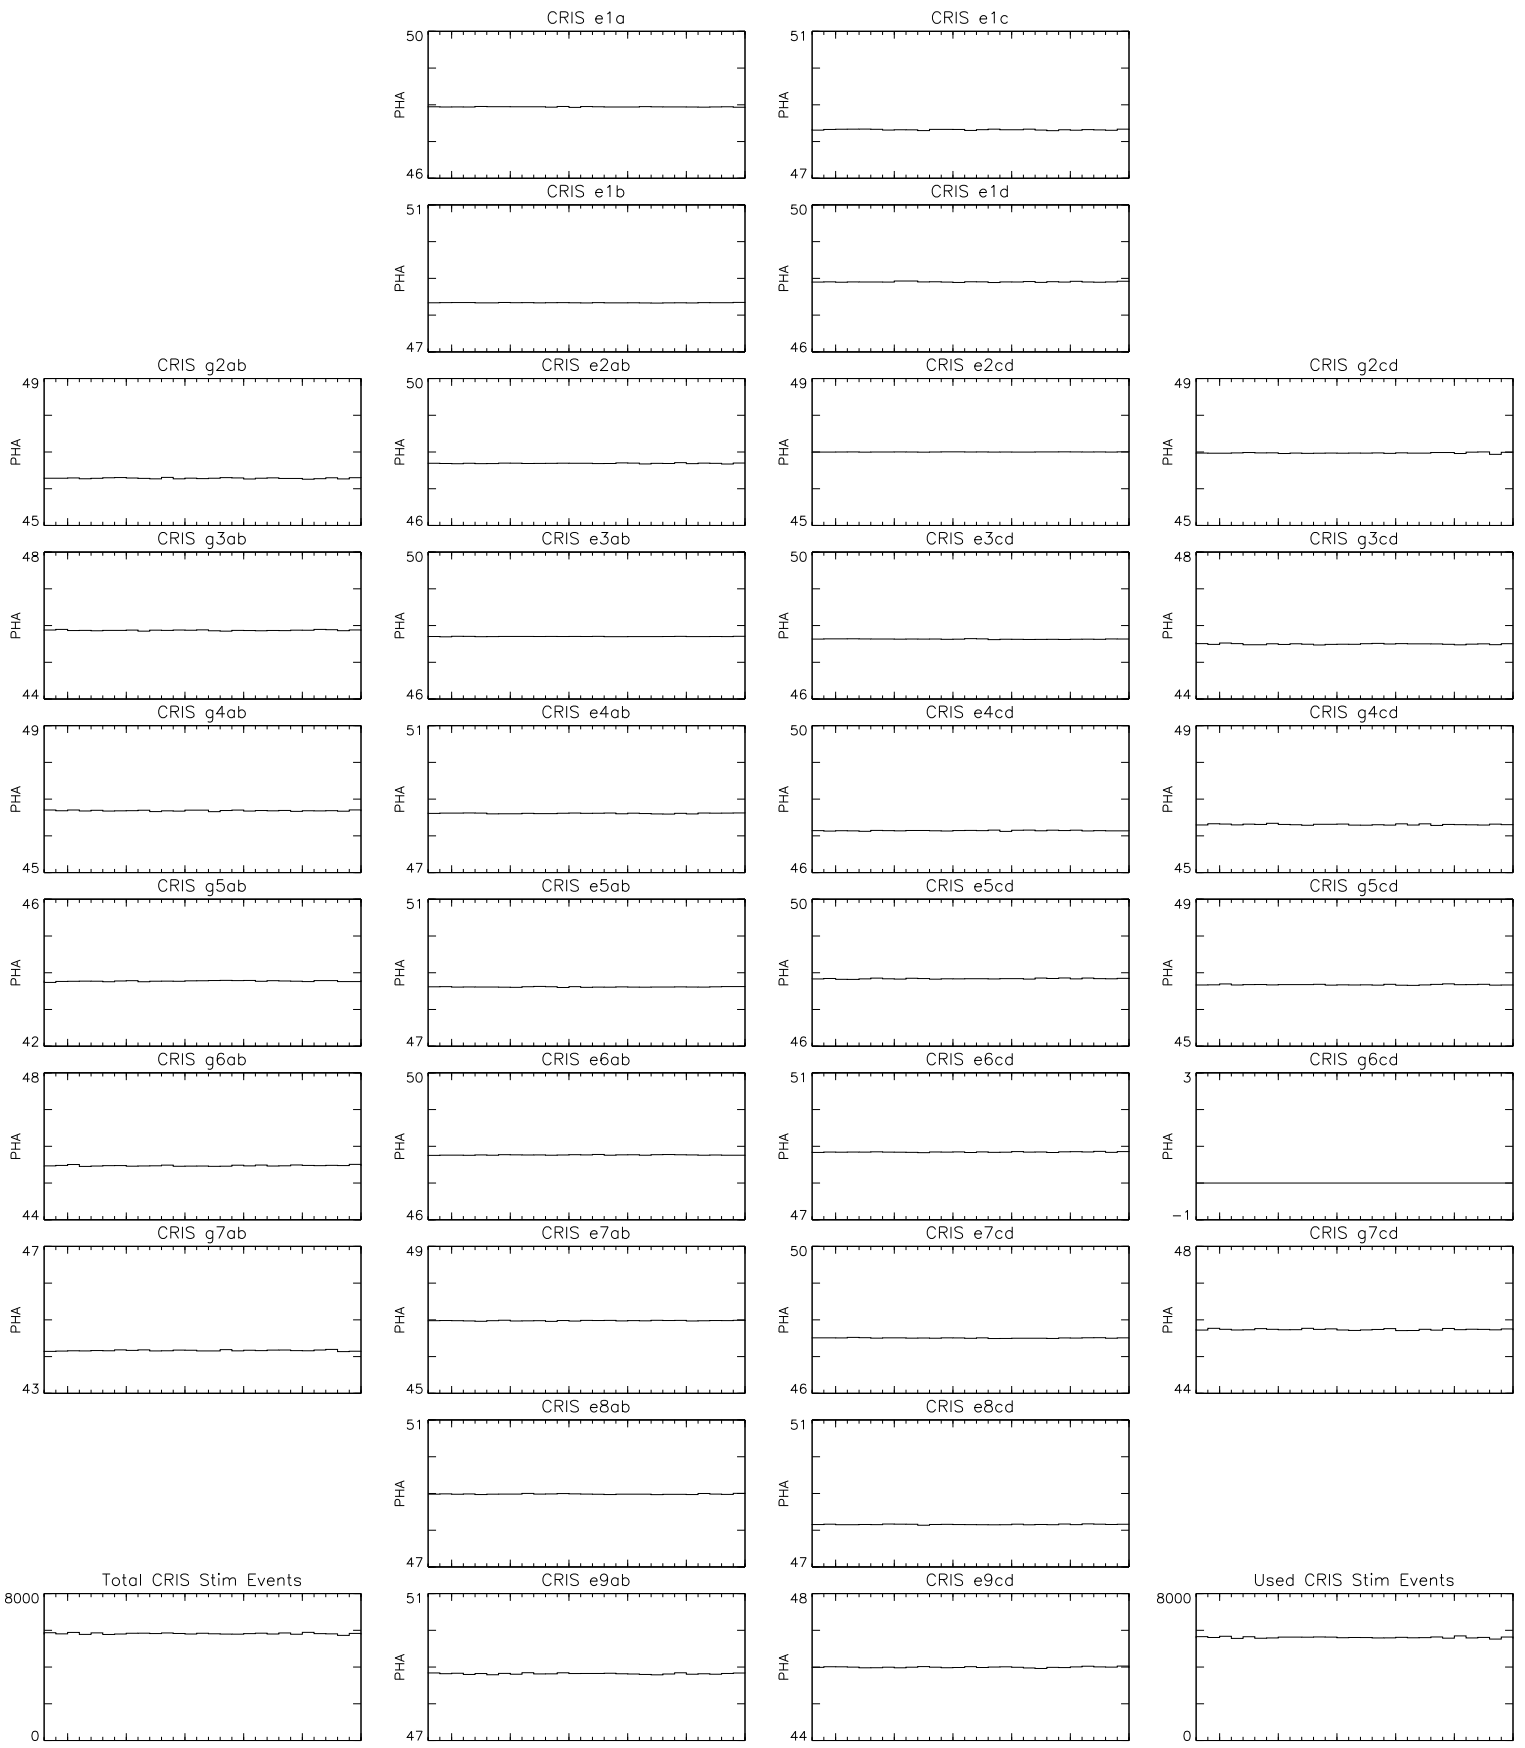 CRIS e1a
50
PHA
46
CRIS e1c
51
PHA
47
CRIS e1b
51
PHA
47
CRIS e1d
50
PHA
46
CRIS g2ab
49
PHA
45
CRIS e2ab
50
PHA
46
CRIS e2cd
49
PHA
45
CRIS g2cd
49
PHA
45
CRIS g3ab
48
PHA
44
CRIS e3ab
50
PHA
46
CRIS e3cd
50
PHA
46
CRIS g3cd
48
PHA
44
CRIS g4ab
49
PHA
45
CRIS e4ab
51
PHA
47
CRIS e4cd
50
PHA
46
CRIS g4cd
49
PHA
45
CRIS g5ab
46
PHA
42
CRIS e5ab
51
PHA
47
CRIS e5cd
50
PHA
46
CRIS g5cd
49
PHA
45
CRIS g6ab
48
PHA
44
CRIS e6ab
50
PHA
46
CRIS e6cd
51
PHA
47
CRIS g6cd
3
PHA
-1
CRIS g7ab
47
PHA
43
CRIS e7ab
49
PHA
45
CRIS e7cd
50
PHA
46
CRIS g7cd
48
PHA
44
CRIS e8ab
51
PHA
47
CRIS e8cd
51
PHA
47
Total CRIS Stim Events
8000
0
CRIS e9ab
51
PHA
47
CRIS e9cd
48
PHA
44
Used CRIS Stim Events
8000
0